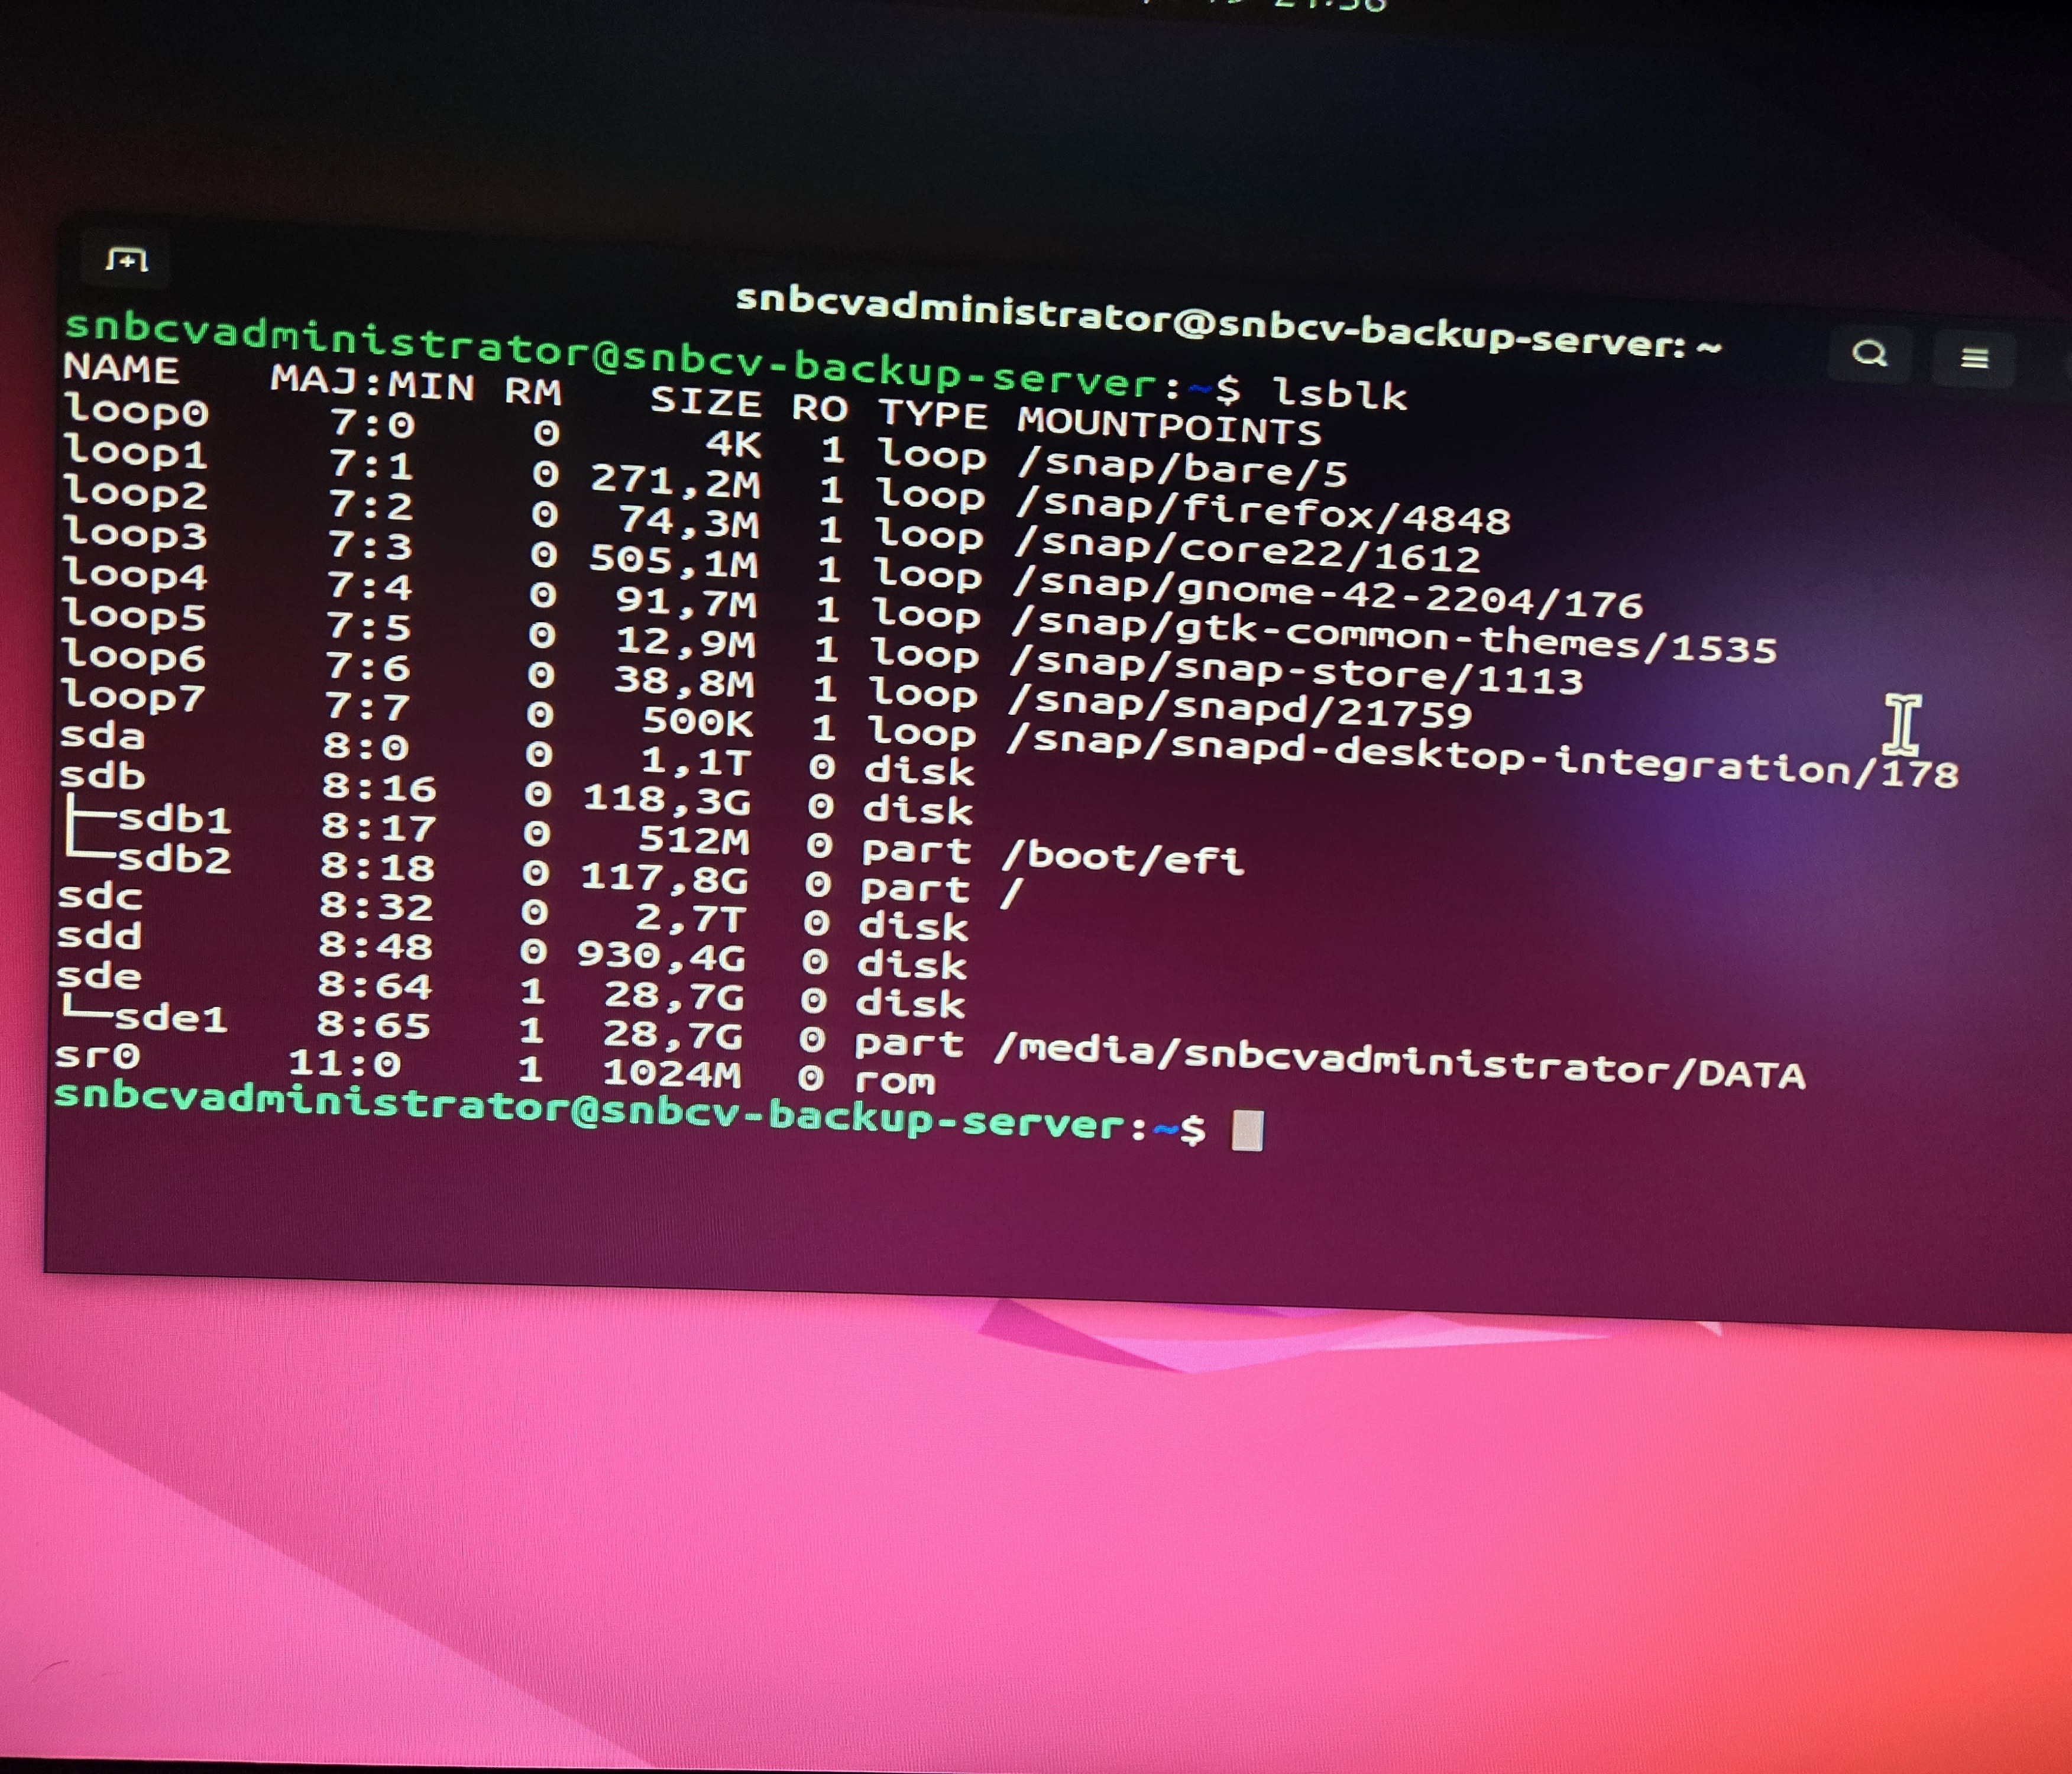 snbcvadministrator@snbcv-backup-server: ~
snbcvadministrator@snbcv-backup-server:~$ lsblk
NAME MAJ:MIN RM SIZE RO TYPE MOUNTPOINTS
loop0 7:0 0 4K 1 loop /snap/bare/5
loop1 7:1 0 271,2M 1 loop /snap/firefox/4848
loop2 7:2 0 74,3M 1 loop /snap/core22/1612
loop3 7:3 0 505,1M 1 loop /snap/gnome-42-2204/176
loop4 7:4 0 91,7M 1 loop /snap/gtk-common-themes/1535
loop5 7:5 0 12,9M 1 loop /snap/snap-store/1113
loop6 7:6 0 38,8M 1 loop /snap/snapd/21759
loop7 7:7 0 500K 1 loop /snap/snapd-desktop-integration/178
sda 8:0 0 1,1T 0 disk
sdb 8:16 0 118,3G 0 disk
├─sdb1 8:17 0 512M 0 part /boot/efi
└─sdb2 8:18 0 117,8G 0 part /
sdc 8:32 0 2,7T 0 disk
sdd 8:48 0 930,4G 0 disk
sde 8:64 1 28,7G 0 disk
└─sde1 8:65 1 28,7G 0 part /media/snbcvadministrator/DATA
sr0 11:0 1 1024M 0 rom
snbcvadministrator@snbcv-backup-server:~$